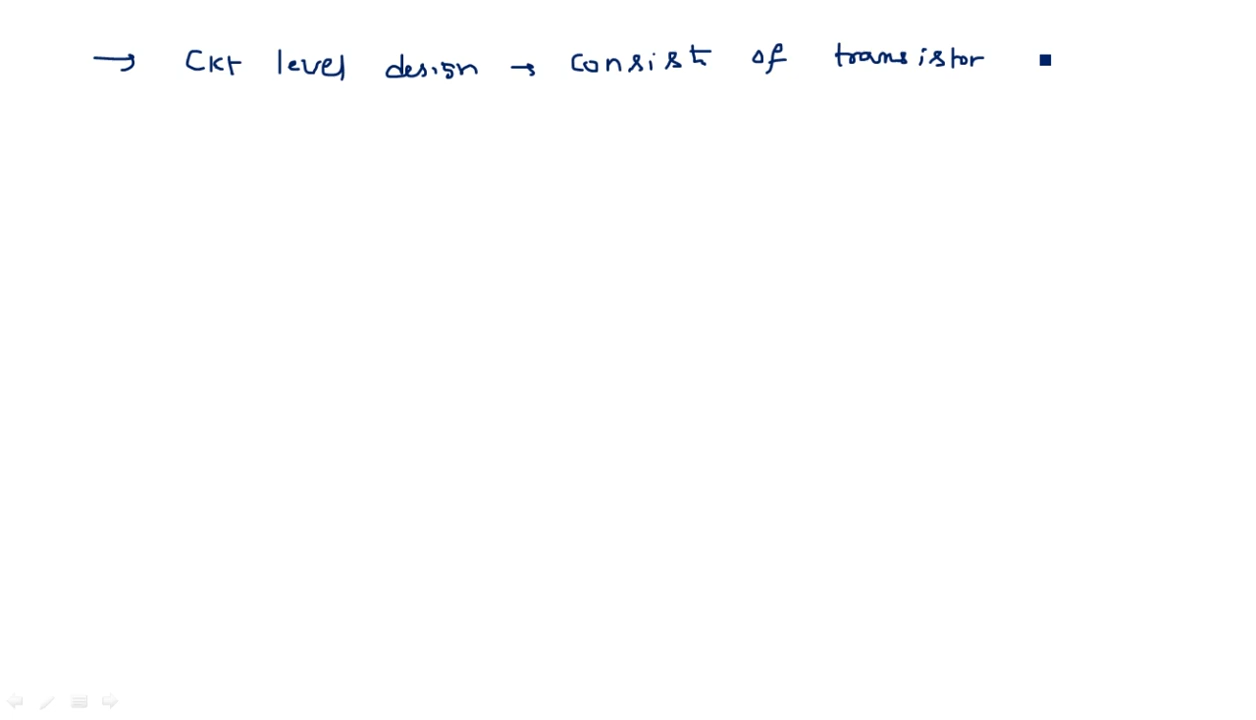 → Ckt level design → consist of transistor